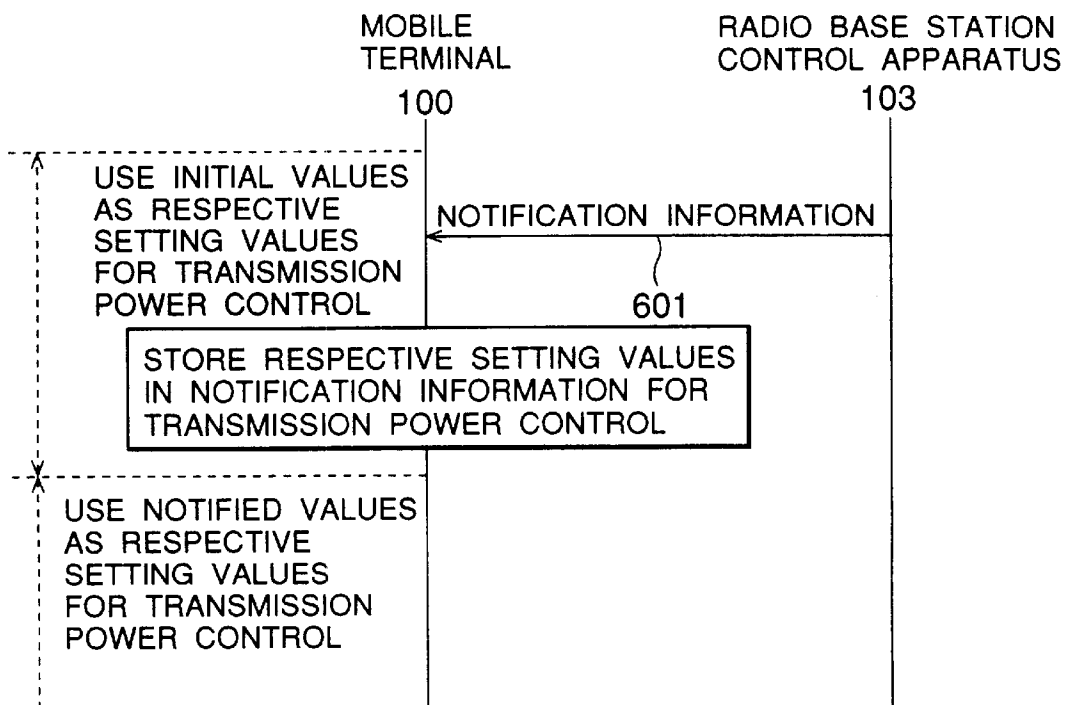 MOBILE
TERMINAL
100
RADIO BASE STATION
CONTROL APPARATUS
103
USE INITIAL VALUES
AS RESPECTIVE
SETTING VALUES
FOR TRANSMISSION
POWER CONTROL
NOTIFICATION INFORMATION
601
STORE RESPECTIVE SETTING VALUES
IN NOTIFICATION INFORMATION FOR
TRANSMISSION POWER CONTROL
USE NOTIFIED VALUES
AS RESPECTIVE
SETTING VALUES
FOR TRANSMISSION
POWER CONTROL